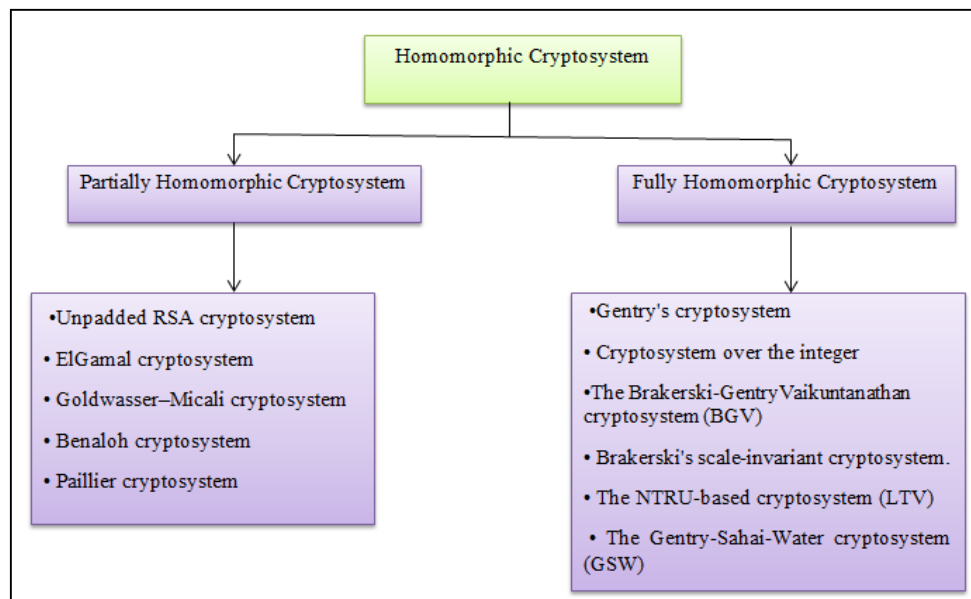 Homomorphic Cryptosystem
Partially Homomorphic Cryptosystem
Fully Homomorphic Cryptosystem
•Unpadded RSA cryptosystem
• ElGamal cryptosystem
• Goldwasser–Micali cryptosystem
• Benaloh cryptosystem
• Paillier cryptosystem
•Gentry's cryptosystem
• Cryptosystem over the integer
•The Brakerski-GentryVaikuntanathan
cryptosystem (BGV)
• Brakerski's scale-invariant cryptosystem.
• The NTRU-based cryptosystem (LTV)
• The Gentry-Sahai-Water cryptosystem
(GSW)